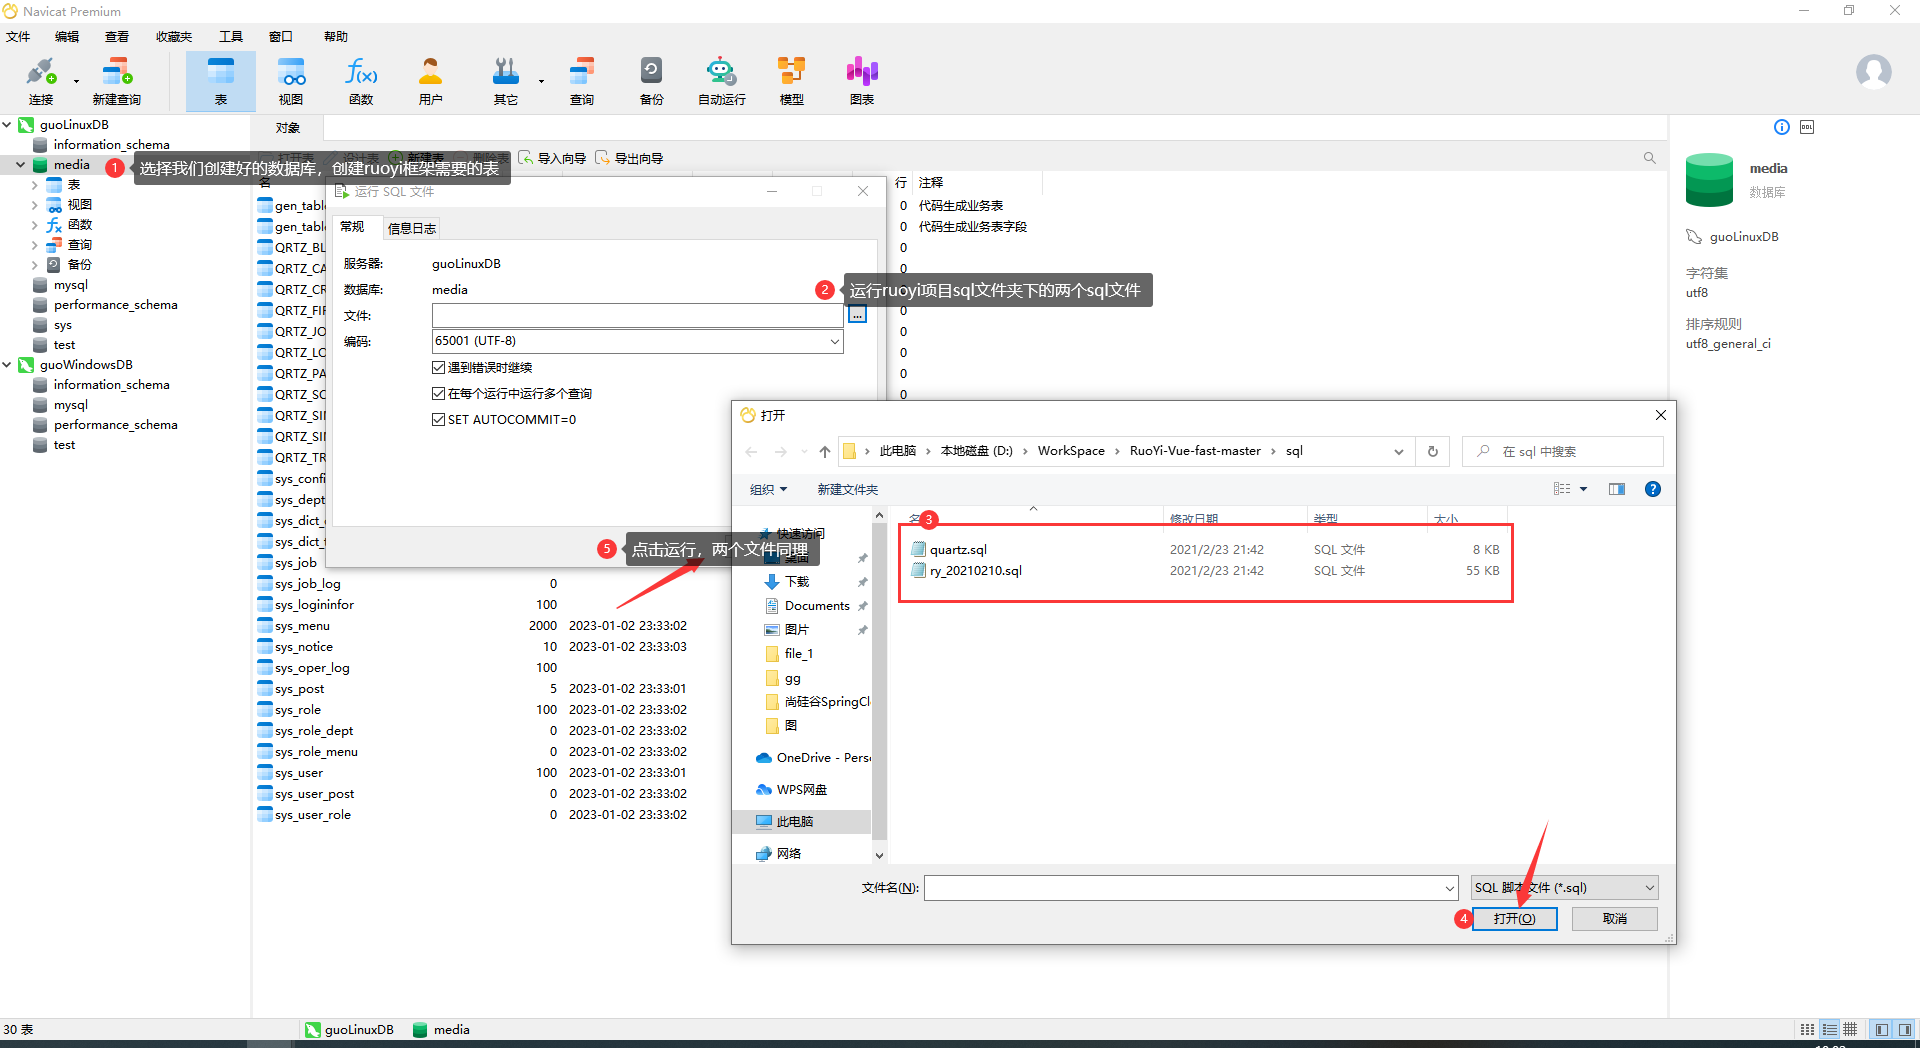 Navicat Premium
文件 编辑 查看 收藏夹 工具 窗口 帮助
连接 新建查询 表 视图 函数 用户 其它 查询 备份 自动运行 模型 图表
guoLinuxDB
information_schema
media
表
视图
函数
查询
备份
mysql
performance_schema
sys
test
guoWindowsDB
information_schema
mysql
performance_schema
test
对象
导入向导 导出向导
1 选择我们创建好的数据库，创建ruoyi框架需要的表
名 行 注释
gen_table 0 代码生成业务表
gen_table 0 代码生成业务表字段
QRTZ_BL 0
QRTZ_CA 0
QRTZ_CR 0
QRTZ_FIF 0
QRTZ_JO 0
QRTZ_LO 0
QRTZ_PA 0
QRTZ_SC 0
QRTZ_SII
QRTZ_SII
QRTZ_TR
sys_confi
sys_dept
sys_dict_
sys_dict_t
sys_job
sys_job_log 0
sys_logininfor 100
sys_menu 2000 2023-01-02 23:33:02
sys_notice 10 2023-01-02 23:33:03
sys_oper_log 100
sys_post 5 2023-01-02 23:33:01
sys_role 100 2023-01-02 23:33:02
sys_role_dept 0 2023-01-02 23:33:02
sys_role_menu 0 2023-01-02 23:33:02
sys_user 100 2023-01-02 23:33:01
sys_user_post 0 2023-01-02 23:33:02
sys_user_role 0 2023-01-02 23:33:02
运行 SQL 文件
常规 信息日志
服务器: guoLinuxDB
数据库: media
文件: ...
编码: 65001 (UTF-8)
遇到错误时继续
在每个运行中运行多个查询
SET AUTOCOMMIT=0
2 运行ruoyi项目sql文件夹下的两个sql文件
5 点击运行，两个文件同理
打开
此电脑 › 本地磁盘 (D:) › WorkSpace › RuoYi-Vue-fast-master › sql
在 sql 中搜索
组织 新建文件夹
快速访问
桌面
下载
Documents
图片
file_1
gg
尚硅谷SpringCl
图
OneDrive - Pers
WPS网盘
此电脑
网络
3
名 修改日期 类型 大小
quartz.sql 2021/2/23 21:42 SQL 文件 8 KB
ry_20210210.sql 2021/2/23 21:42 SQL 文件 55 KB
文件名(N): SQL 脚本文件 (*.sql)
4 打开(O) 取消
DDL
media
数据库
guoLinuxDB
字符集
utf8
排序规则
utf8_general_ci
30 表 guoLinuxDB media